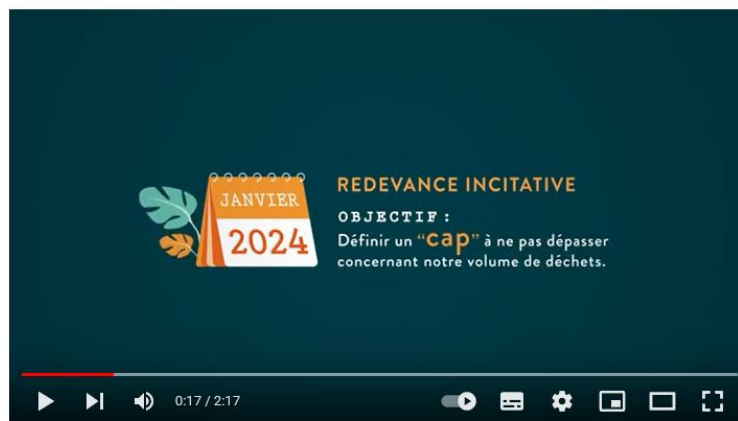 JANVIER
2024
REDEVANCE INCITATIVE
OBJECTIF :
Définir un “cap” à ne pas dépasser
concernant notre volume de déchets.
0:17 / 2:17